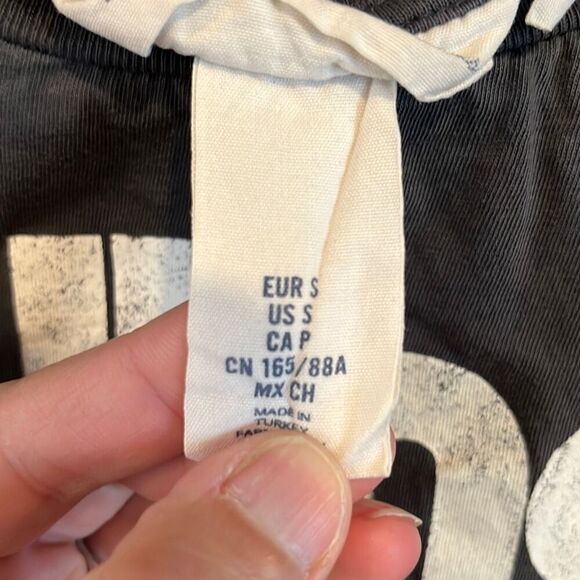 EUR S
US S
CA P
CN 165/88A
MX CH
MADE IN
TURKEY